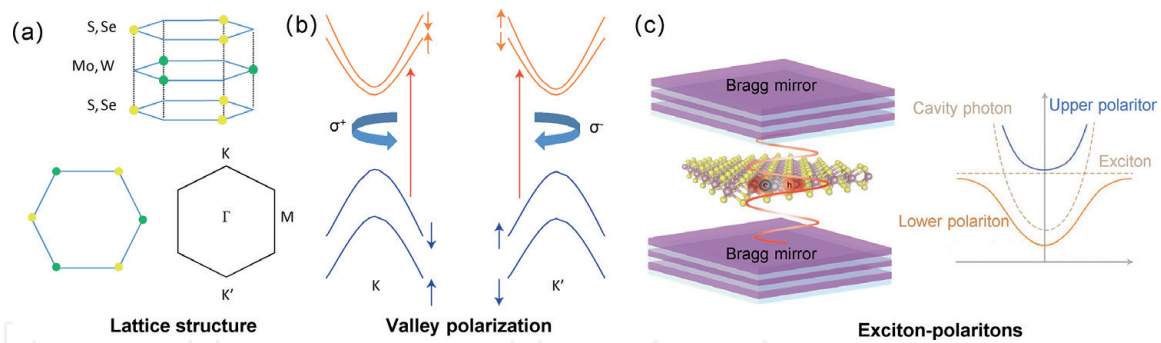 (a)
S,Se
Mo,W
S,Se
K
Γ
M
K’
Lattice structure
(b)
σ⁺
σ⁻
K
K’
Valley polarization
(c)
Bragg mirror
e
h
Bragg mirror
Cavity photon
Upper polariton
Exciton
Lower polariton
Exciton-polaritons